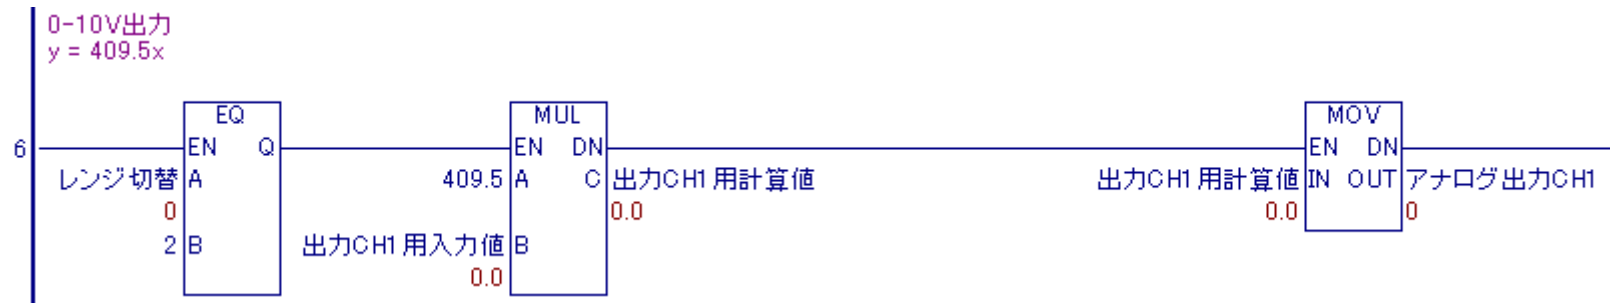 0-10V出力
y = 409.5x
EQ MUL MOV
6 EN Q EN DN EN DN
レンジ切替 A 409.5 A C 出力CH1用計算値 出力CH1用計算値 IN OUT アナログ出力CH1
0 0.0 0.0 0
2 B 出力CH1用入力値 B
0.0